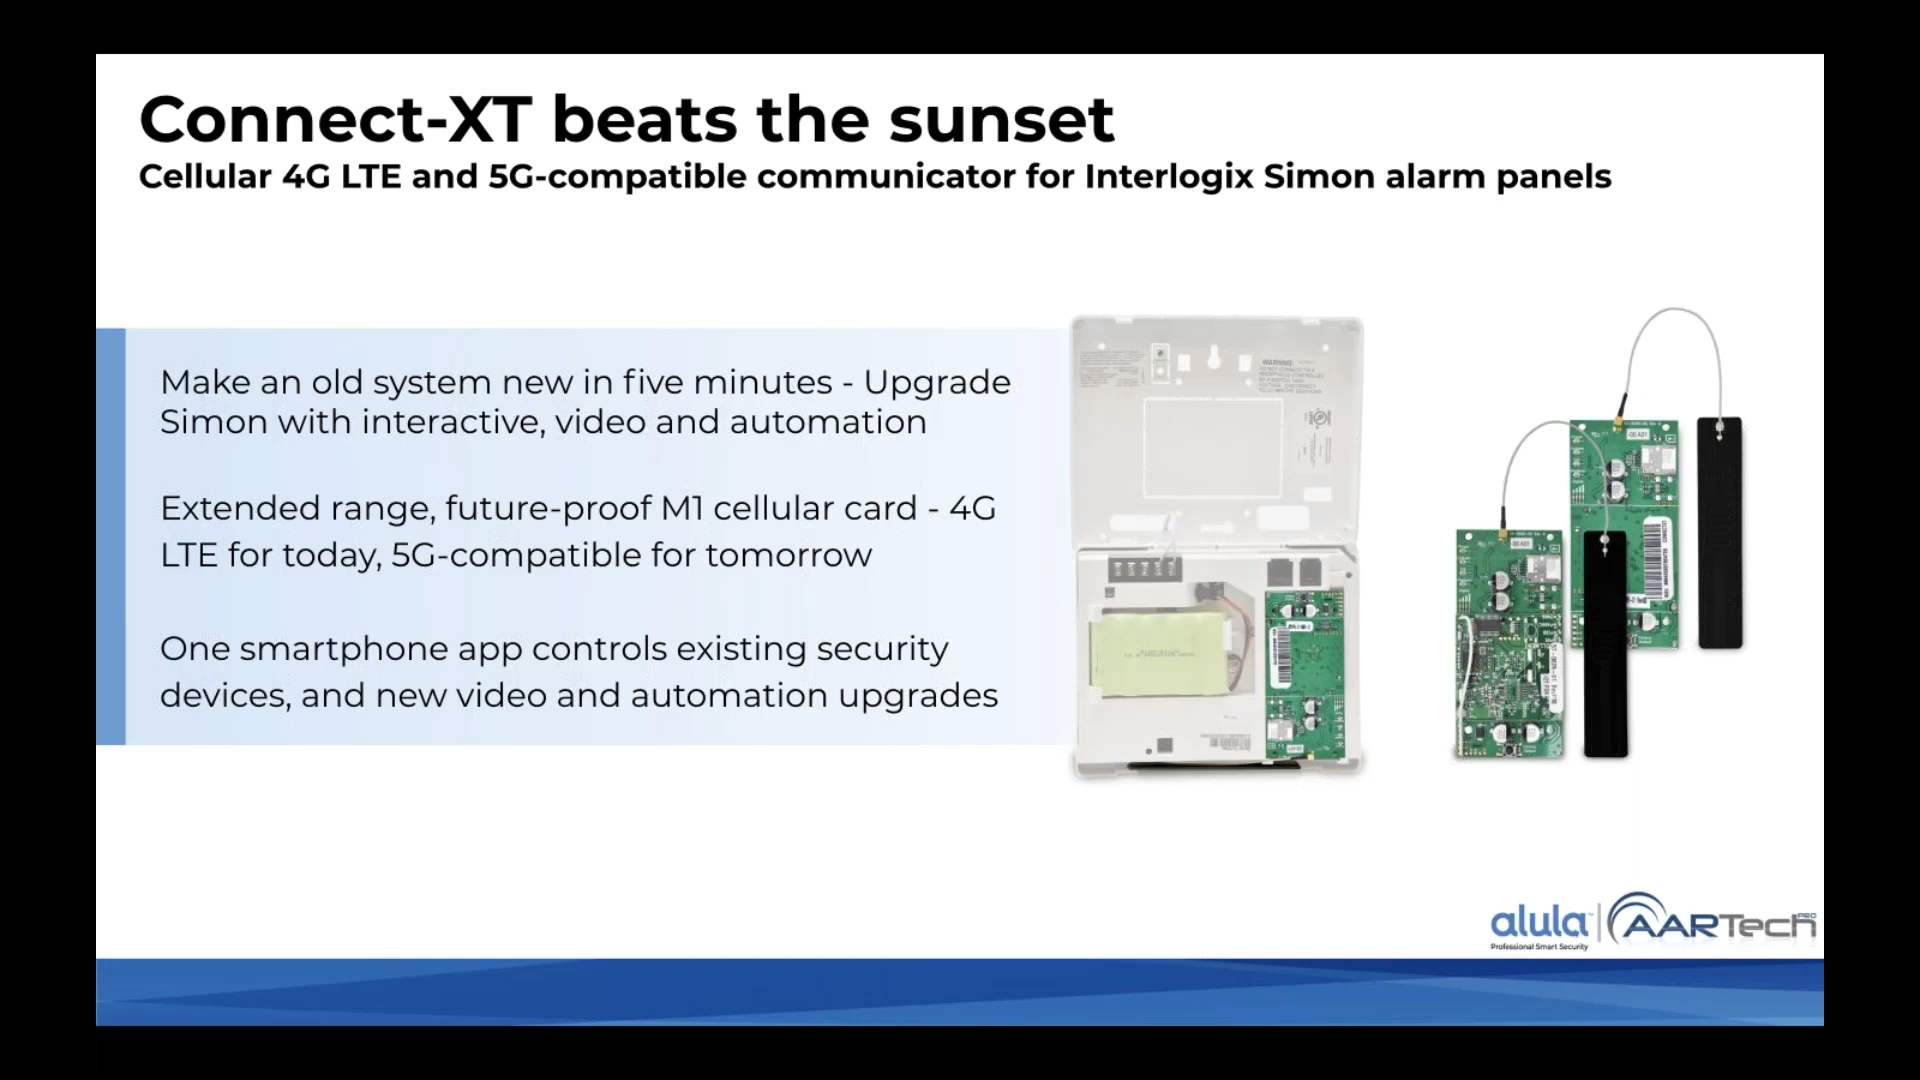 Connect-XT beats the sunset
Cellular 4G LTE and 5G-compatible communicator for Interlogix Simon alarm panels
Make an old system new in five minutes - Upgrade
Simon with interactive, video and automation
Extended range, future-proof M1 cellular card - 4G
LTE for today, 5G-compatible for tomorrow
One smartphone app controls existing security
devices, and new video and automation upgrades
WARNING:
alula
Professional Smart Security
AARTech
PRO